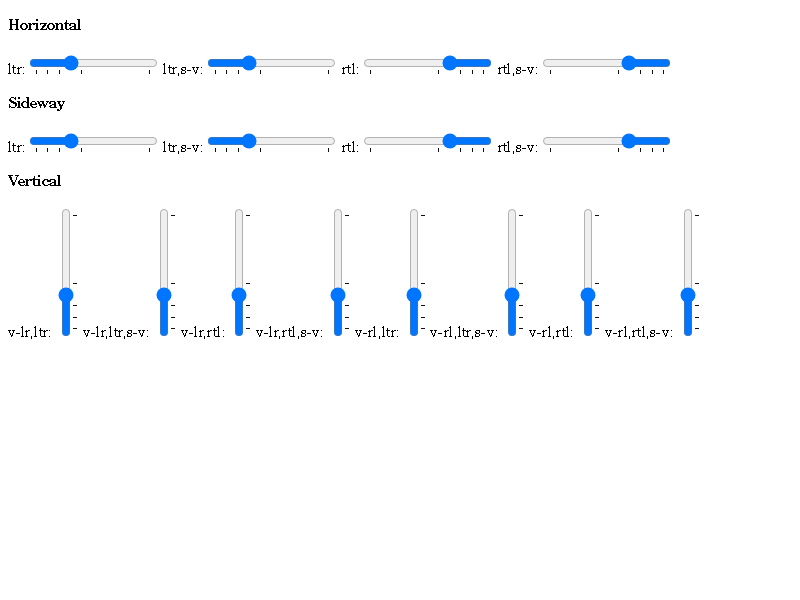 Horizontal
ltr: ltr,s-v: rtl: rtl,s-v:
Sideway
ltr: ltr,s-v: rtl: rtl,s-v:
Vertical
v-lr,ltr: v-lr,ltr,s-v: v-lr,rtl: v-lr,rtl,s-v: v-rl,ltr: v-rl,ltr,s-v: v-rl,rtl: v-rl,rtl,s-v: